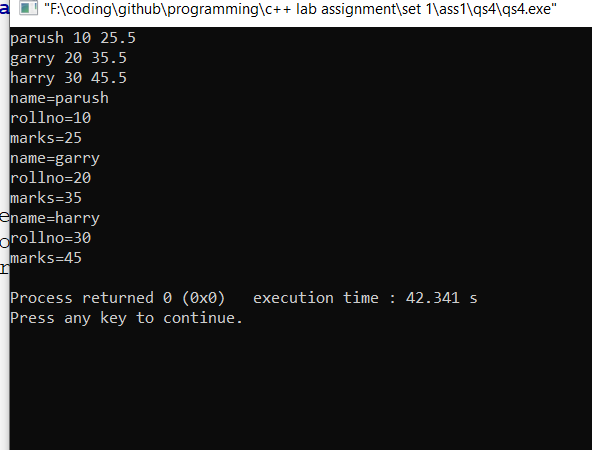 a
"F:\coding\github\programming\c++ lab assignment\set 1\ass1\qs4\qs4.exe"
parush 10 25.5
garry 20 35.5
harry 30 45.5
name=parush
rollno=10
marks=25
name=garry
rollno=20
marks=35
e
name=harry
o
rollno=30
r
marks=45
Process returned 0 (0x0)   execution time : 42.341 s
Press any key to continue.